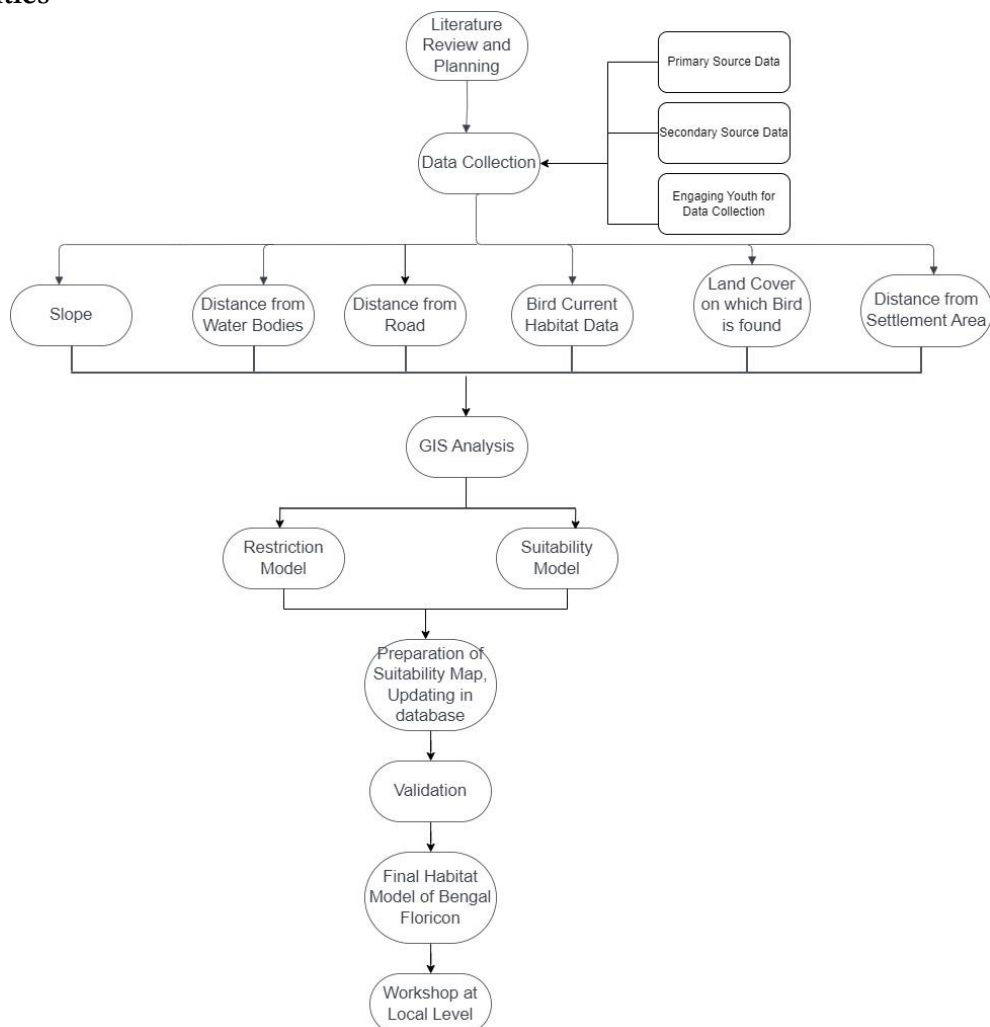 Literature
Review and
Planning
Primary Source Data
Secondary Source Data
Engaging Youth for
Data Collection
Data Collection
Slope
Distance from
Water Bodies
Distance from
Road
Bird Current
Habitat Data
Land Cover
on which Bird
is found
Distance from
Settlement Area
GIS Analysis
Restriction
Model
Suitability
Model
Preparation of
Suitability Map,
Updating in
database
Validation
Final Habitat
Model of Bengal
Floricon
Workshop at
Local Level